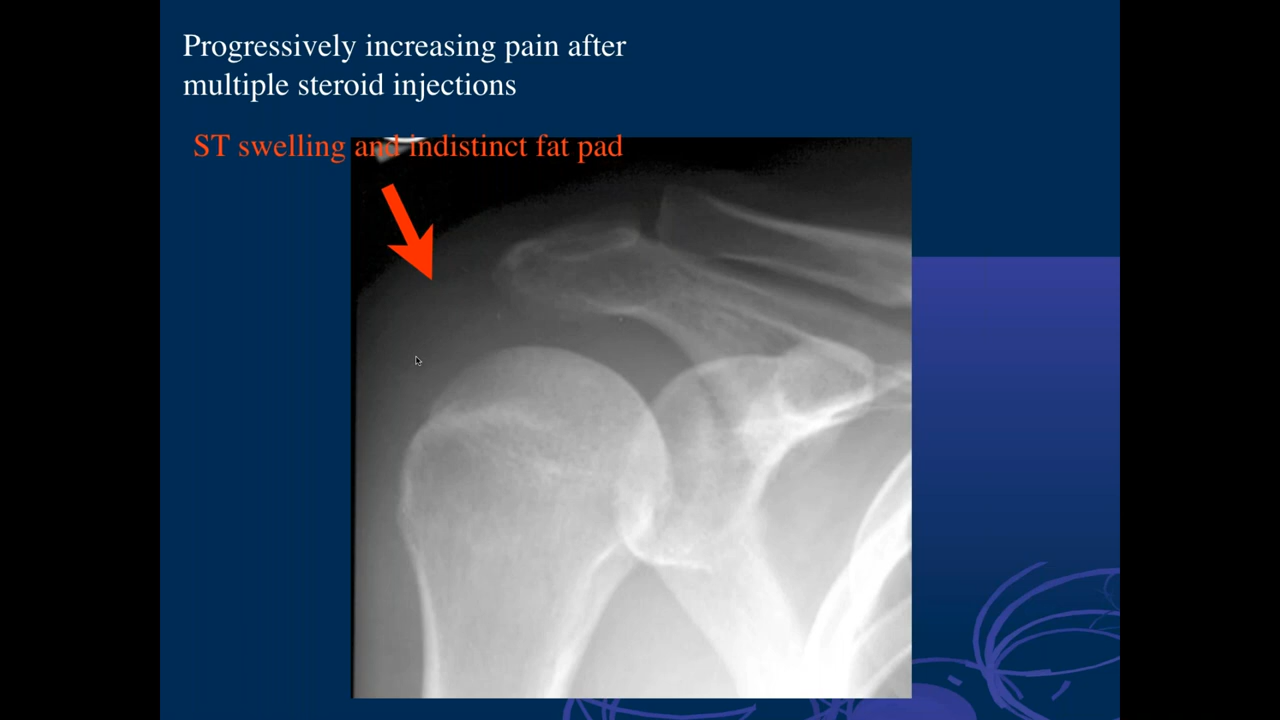 Progressively increasing pain after
multiple steroid injections
ST swelling and indistinct fat pad